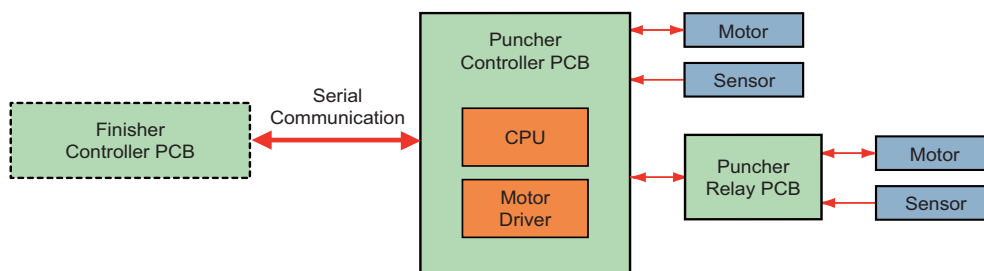 Finisher
Controller PCB
Serial
Communication
Puncher
Controller PCB
CPU
Motor
Driver
Motor
Sensor
Puncher
Relay PCB
Motor
Sensor